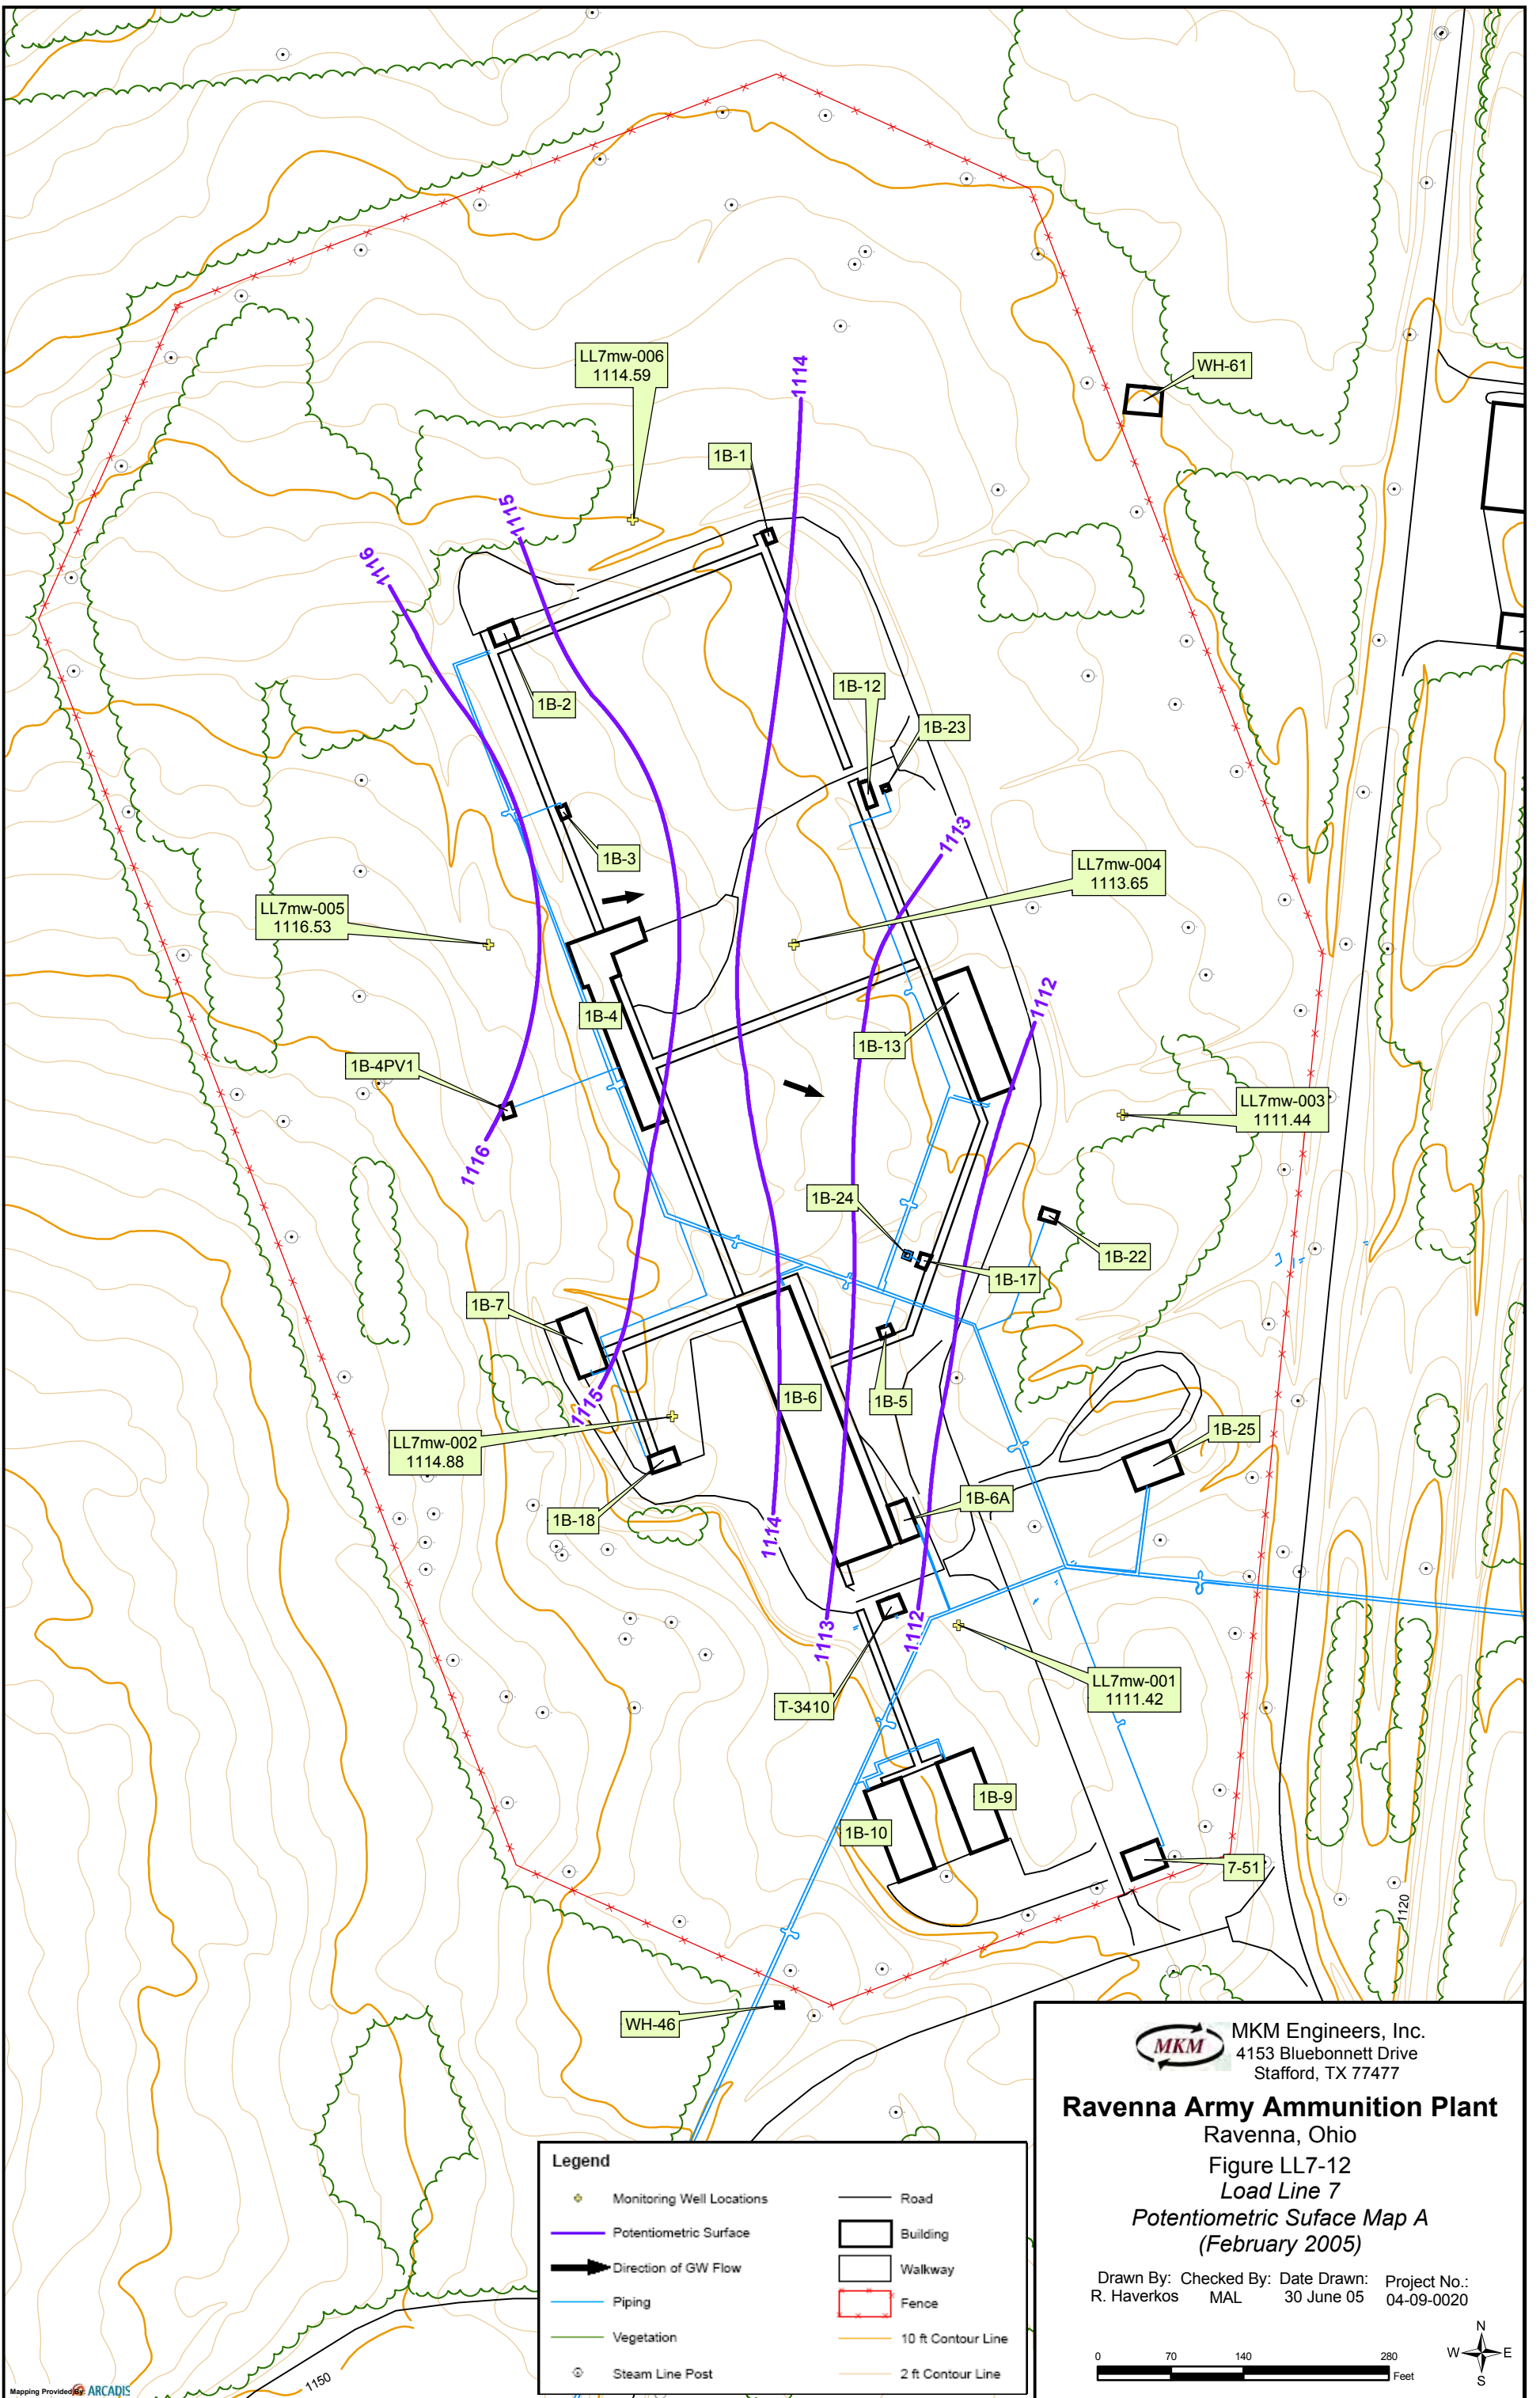 LL7mw-006
1114.59
1114
WH-61
1B-1
1115
1116
1B-2
1B-12
1B-23
1113
1B-3
LL7mw-004
1113.65
LL7mw-005
1116.53
1112
1B-4
1B-13
1B-4PV1
LL7mw-003
1111.44
1116
1B-24
1B-22
1B-17
1B-7
1B-6
1B-5
1115
LL7mw-002
1114.88
1B-25
1B-6A
1B-18
1114
1113
1112
LL7mw-001
1111.42
T-3410
1B-9
1B-10
7-51
1120
WH-46
1150
Legend
Monitoring Well Locations
Potentiometric Surface
Direction of GW Flow
Piping
Vegetation
Steam Line Post
Road
Building
Walkway
Fence
10 ft Contour Line
2 ft Contour Line
MKM
MKM Engineers, Inc.
4153 Bluebonnett Drive
Stafford, TX 77477
Ravenna Army Ammunition Plant
Ravenna, Ohio
Figure LL7-12
Load Line 7
Potentiometric Suface Map A
(February 2005)
Drawn By: Checked By: Date Drawn: Project No.:
R. Haverkos MAL 30 June 05 04-09-0020
0 70 140 280
Feet
N
W E
S
Mapping Provided By: ARCADIS